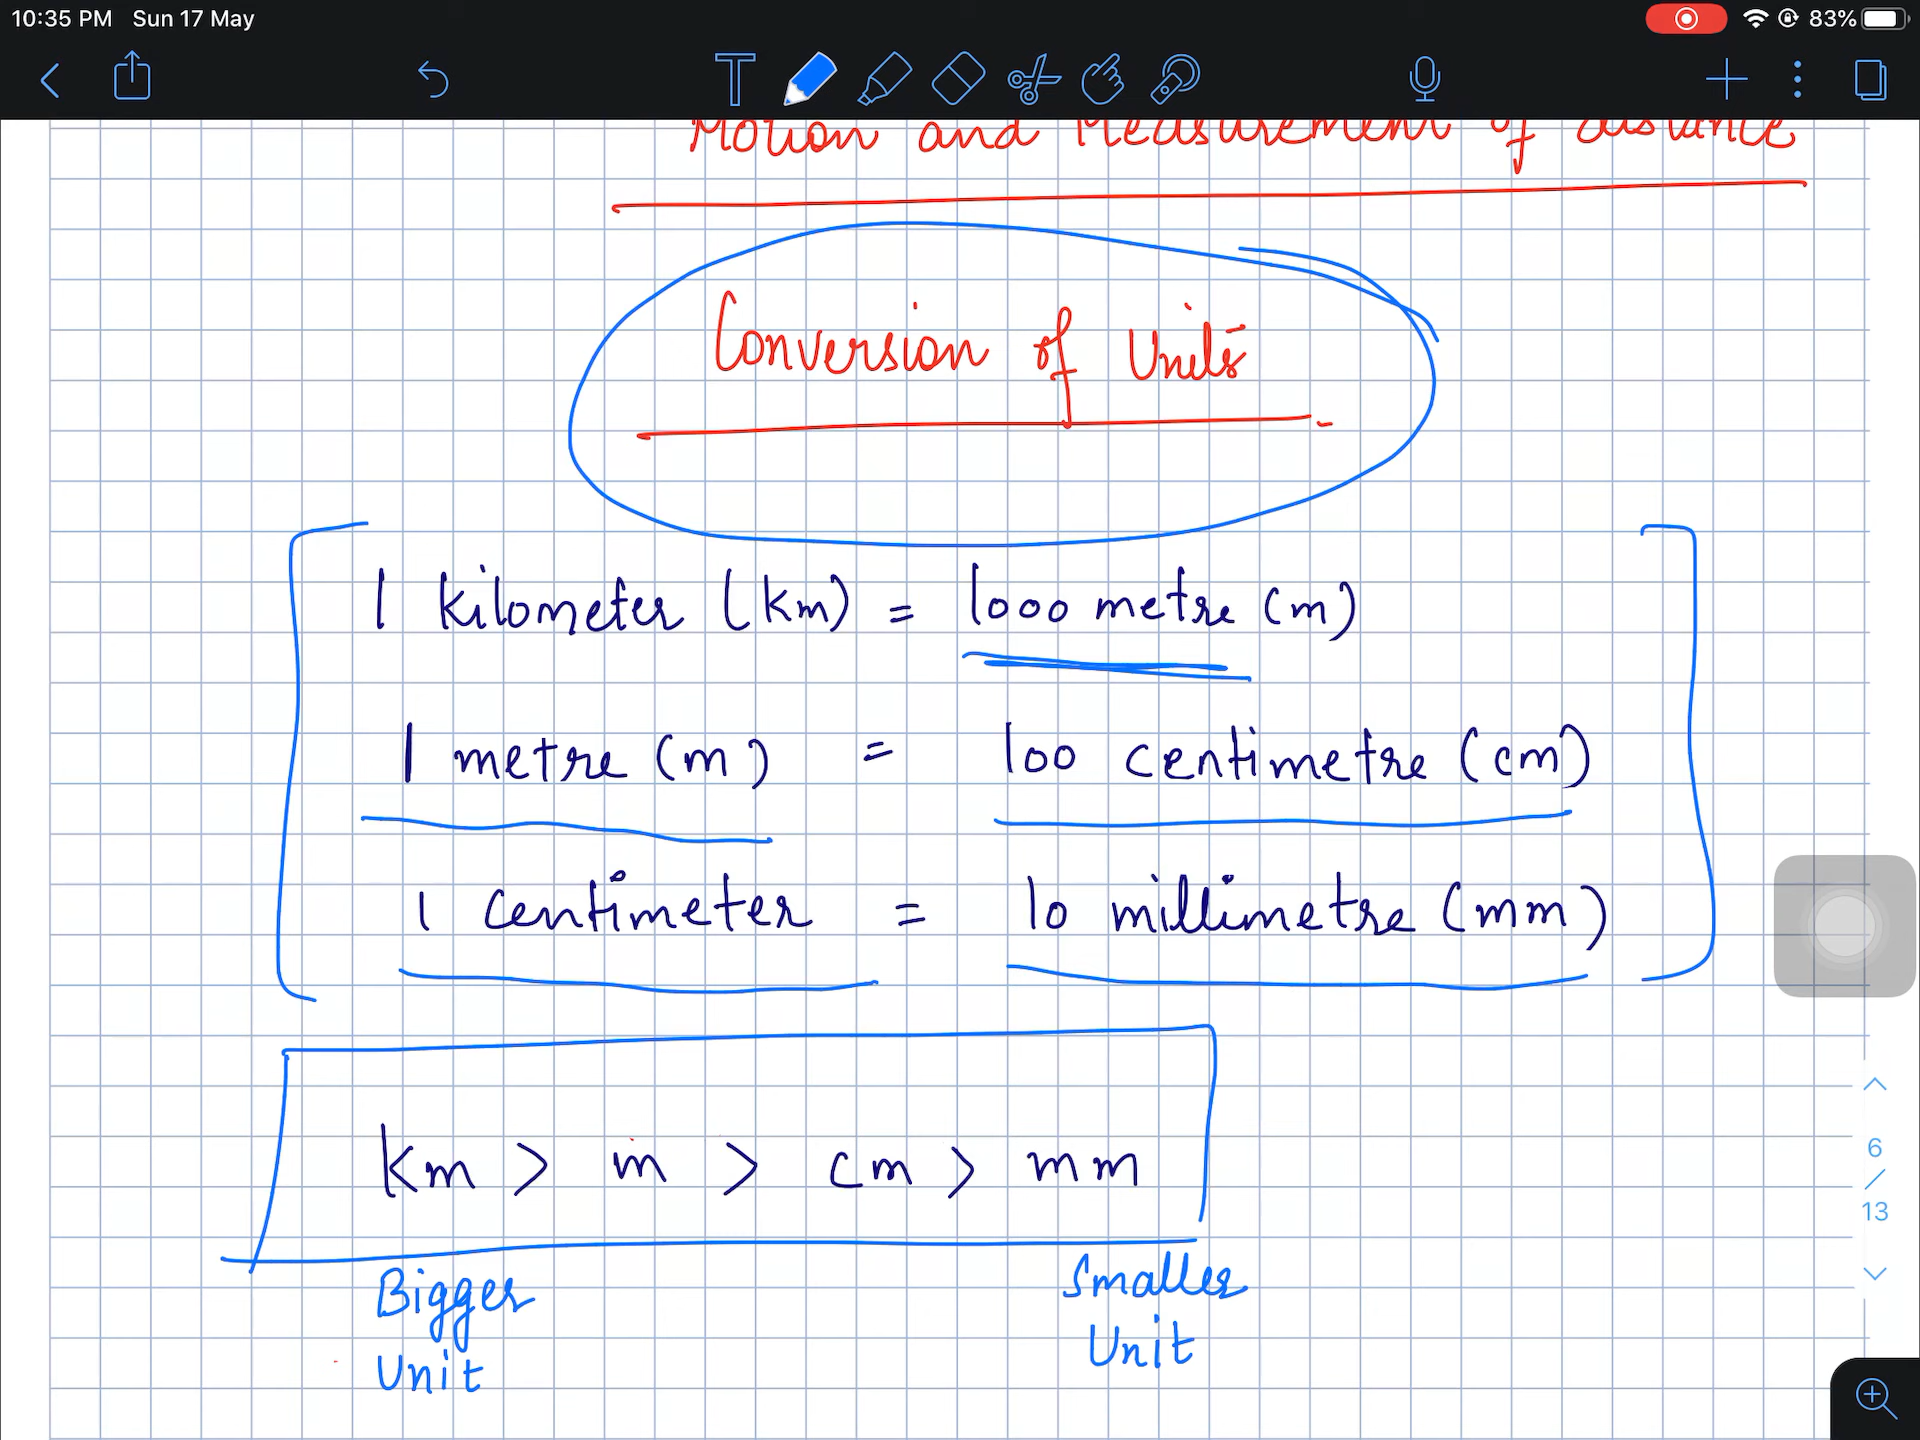 10:35 PM Sun 17 May
83%
Motion and Measurement of distance
Conversion of Units
1 kilometer (km) = 1000 metre (m)
1 metre (m) = 100 centimetre (cm)
1 centimeter = 10 millimetre (mm)
Km > m > cm > mm
Bigger Unit
Smaller Unit
6
/
13